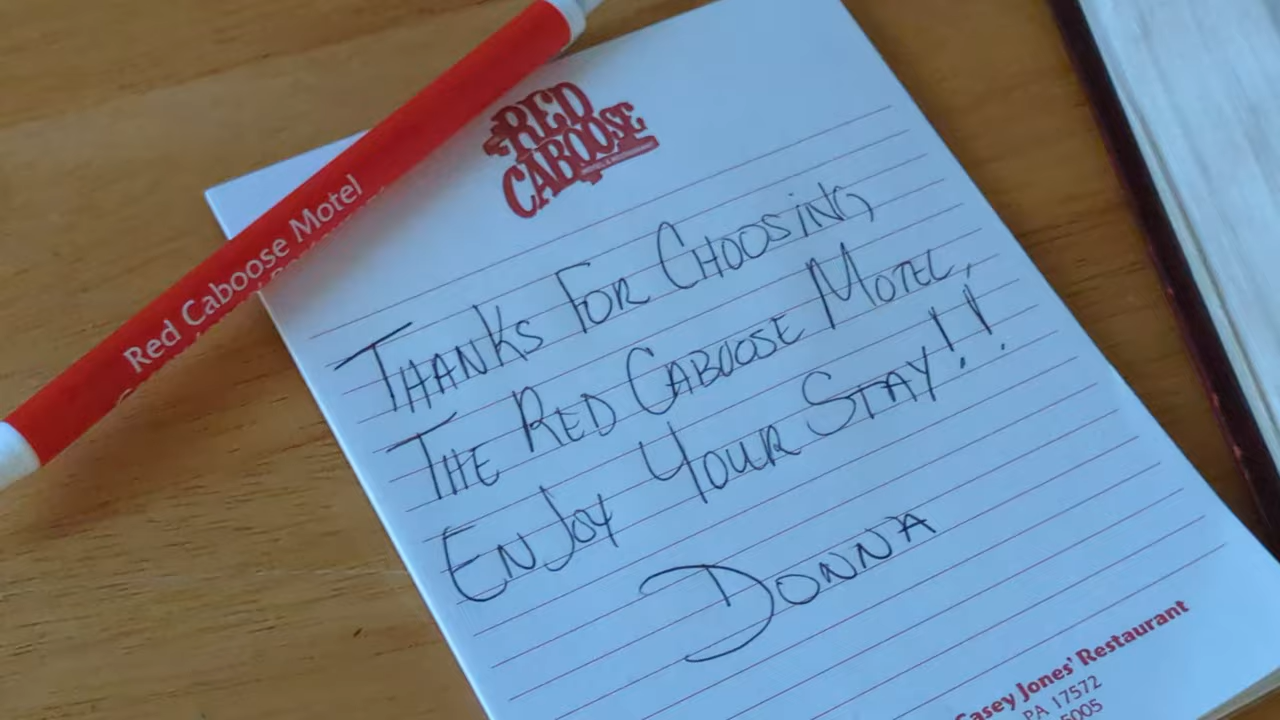 Red Caboose Motel
RED
CABOOSE
THANKS FOR CHOOSING
THE RED CABOOSE MOTEL,
ENJOY YOUR STAY!!
DONNA
Casey Jones' Restaurant
PA 17572
5005